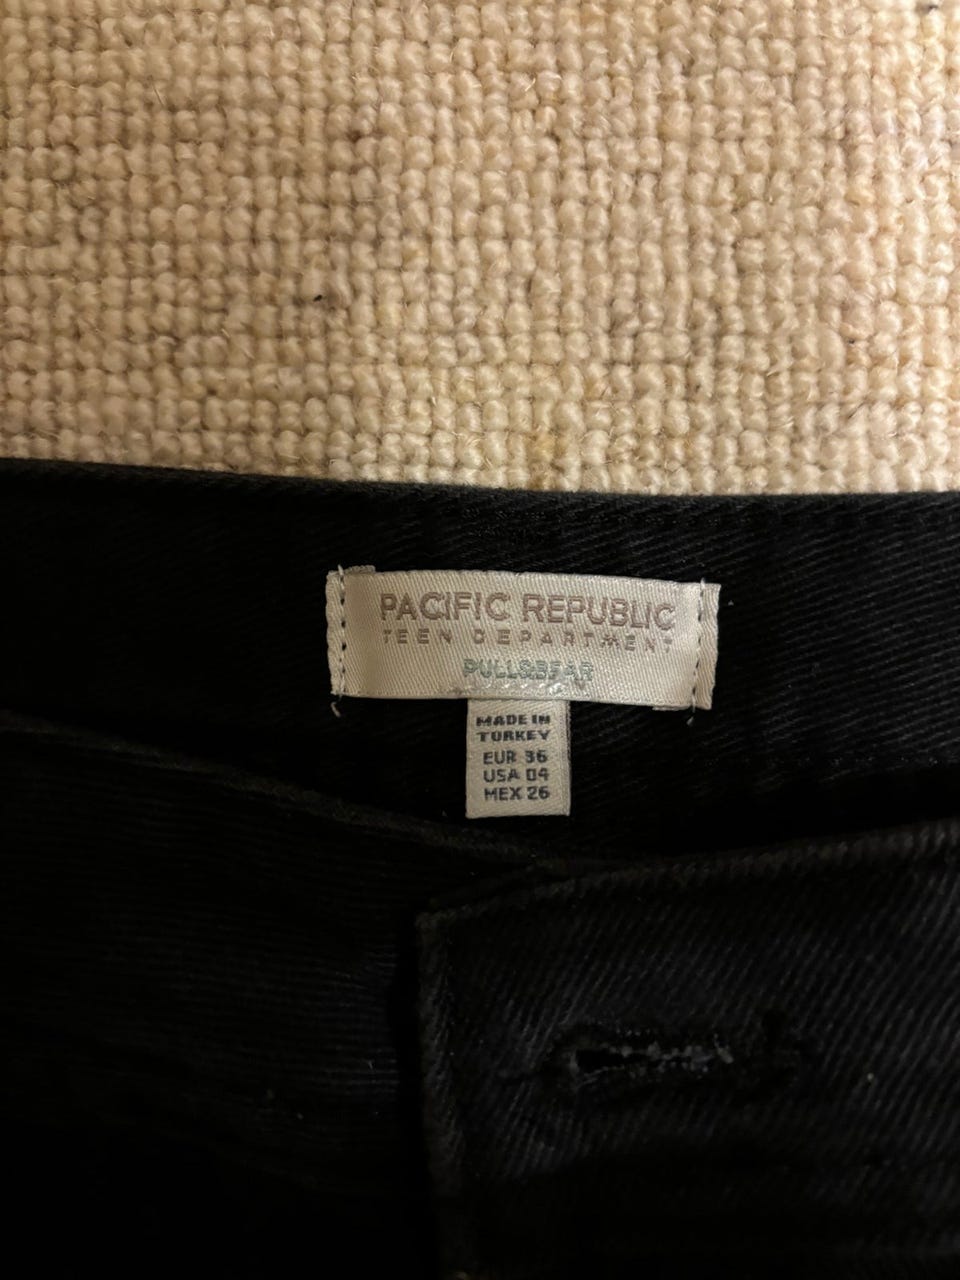 PACIFIC REPUBLIC
TEEN DEPARTMENT
PULL&BEAR
MADE IN
TURKEY
EUR 36
USA 04
MEX 26